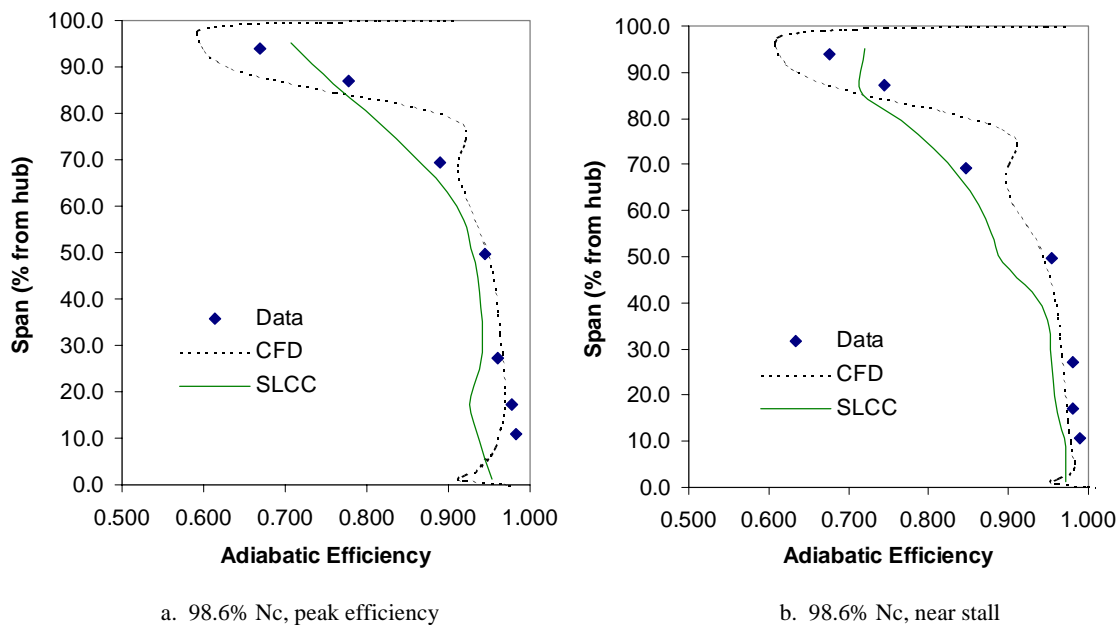 100.0
90.0
80.0
70.0
60.0
50.0
40.0
30.0
20.0
10.0
0.0
Span (% from hub)
Data
CFD
SLCC
0.500 0.600 0.700 0.800 0.900 1.000
Adiabatic Efficiency
a. 98.6% Nc, peak efficiency
100.0
90.0
80.0
70.0
60.0
50.0
40.0
30.0
20.0
10.0
0.0
Span (% from hub)
Data
CFD
SLCC
0.500 0.600 0.700 0.800 0.900 1.000
Adiabatic Efficiency
b. 98.6% Nc, near stall